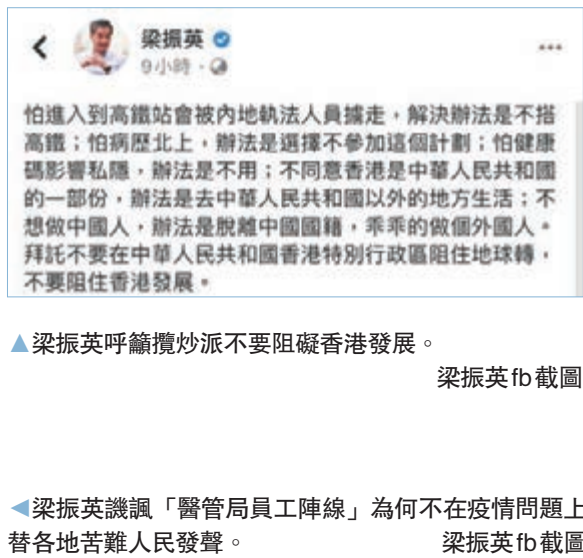 梁振英
9小時 ·
怕進入到高鐵站會被內地執法人員擄走，解決辦法是不搭
高鐵；怕病歷北上，辦法是選擇不參加這個計劃；怕健康
碼影響私隱，辦法是不用；不同意香港是中華人民共和國
的一部份，辦法是去中華人民共和國以外的地方生活；不
想做中國人，辦法是脫離中國國籍，乖乖的做個外國人。
拜託不要在中華人民共和國香港特別行政區阻住地球轉，
不要阻住香港發展。
▲梁振英呼籲攬炒派不要阻礙香港發展。
梁振英fb截圖
◀梁振英譏諷「醫管局員工陣線」為何不在疫情問題上
替各地苦難人民發聲。 梁振英fb截圖